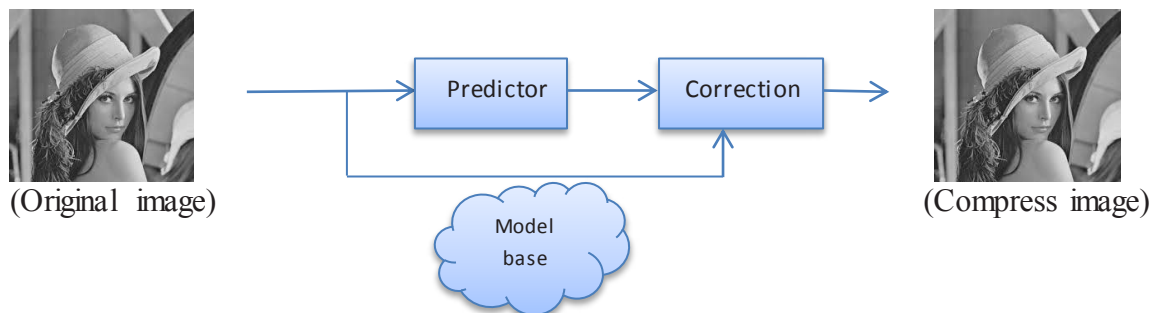 Predictor
Correction
(Original image)
(Compress image)
Model
base